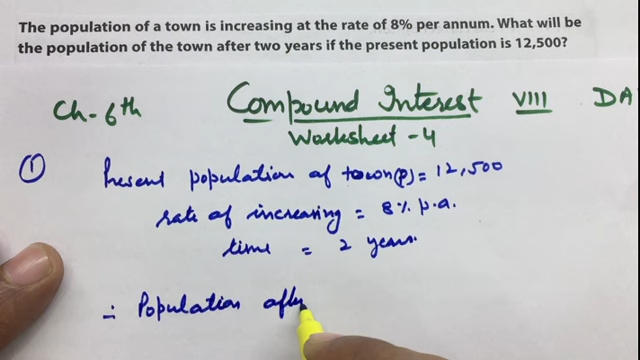 The population of a town is increasing at the rate of 8% per annum. What will be
the population of the town after two years if the present population is 12,500?
Ch-6th Compound Interest VIII DA
Worksheet-4
① Present population of town(P)= 12,500
rate of increasing = 8% p.a.
time = 2 years.
∴ Population afte